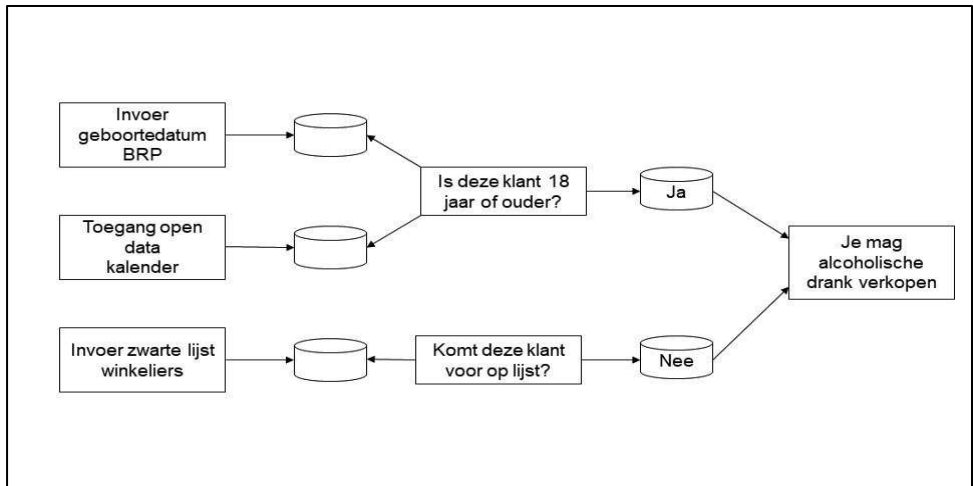 Invoer
geboortedatum
BRP
Is deze klant 18
jaar of ouder?
Ja
Toegang open
data
kalender
Je mag
alcoholische
drank verkopen
Invoer zwarte lijst
winkeliers
Komt deze klant
voor op lijst?
Nee